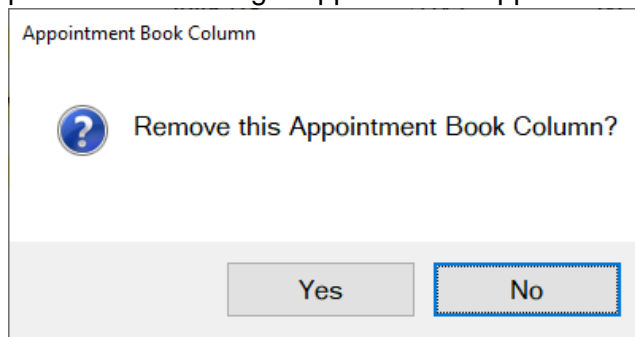 Appointment Book Column
Remove this Appointment Book Column?
Yes
No